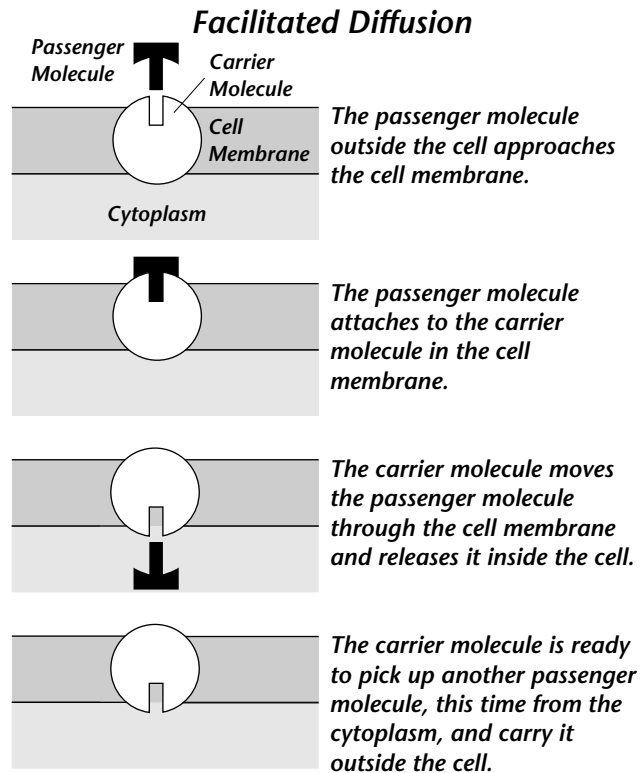 Facilitated Diffusion
Passenger
Molecule
Carrier
Molecule
Cell
Membrane
Cytoplasm
The passenger molecule
outside the cell approaches
the cell membrane.
The passenger molecule
attaches to the carrier
molecule in the cell
membrane.
The carrier molecule moves
the passenger molecule
through the cell membrane
and releases it inside the cell.
The carrier molecule is ready
to pick up another passenger
molecule, this time from the
cytoplasm, and carry it
outside the cell.